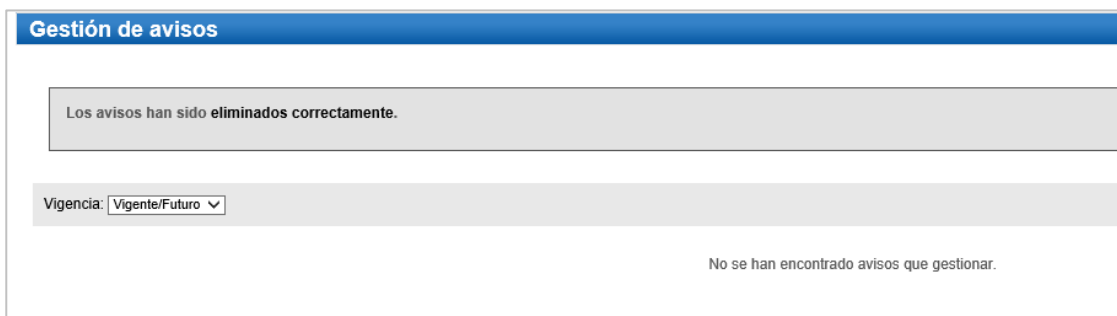 Gestión de avisos
Los avisos han sido eliminados correctamente.
Vigencia: Vigente/Futuro
No se han encontrado avisos que gestionar.